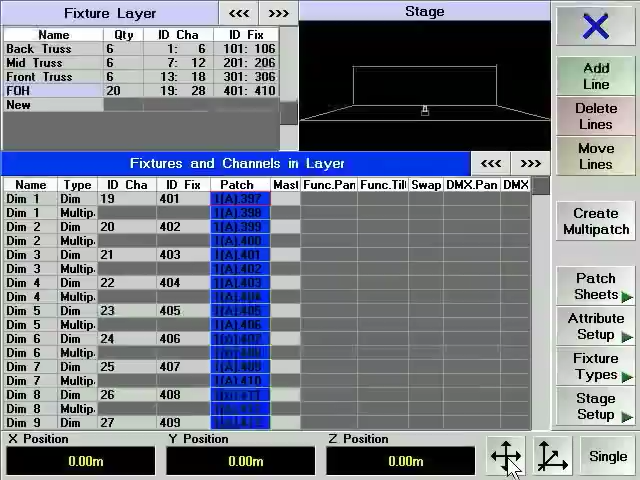 Fixture Layer <<< >>> Stage
Name Qty ID Cha ID Fix
Back Truss 6 1: 6 101: 106
Mid Truss 6 7: 12 201: 206
Front Truss 6 13: 18 301: 306
FOH 20 19: 28 401: 410
New
Add Line
Delete Lines
Move Lines
Fixtures and Channels in Layer <<< >>>
Name Type ID Cha ID Fix Patch Mast Func.Pan Func.Till Swap DMX.Pan DMX
Dim 1 Dim 19 401 1(A).397
Dim 1 Multip. 1(A).398
Dim 2 Dim 20 402 1(A).399
Dim 2 Multip. 1(A).400
Dim 3 Dim 21 403 1(A).401
Dim 3 Multip. 1(A).402
Dim 4 Dim 22 404 1(A).403
Dim 4 Multip. 1(A).404
Dim 5 Dim 23 405 1(A).405
Dim 5 Multip. 1(A).406
Dim 6 Dim 24 406
Dim 6 Multip.
Dim 7 Dim 25 407
Dim 7 Multip. 1(A).410
Dim 8 Dim 26 408
Dim 8 Multip.
Dim 9 Dim 27 409
Create Multipatch
Patch Sheets
Attribute Setup
Fixture Types
Stage Setup
X Position Y Position Z Position
0.00m 0.00m 0.00m
Single